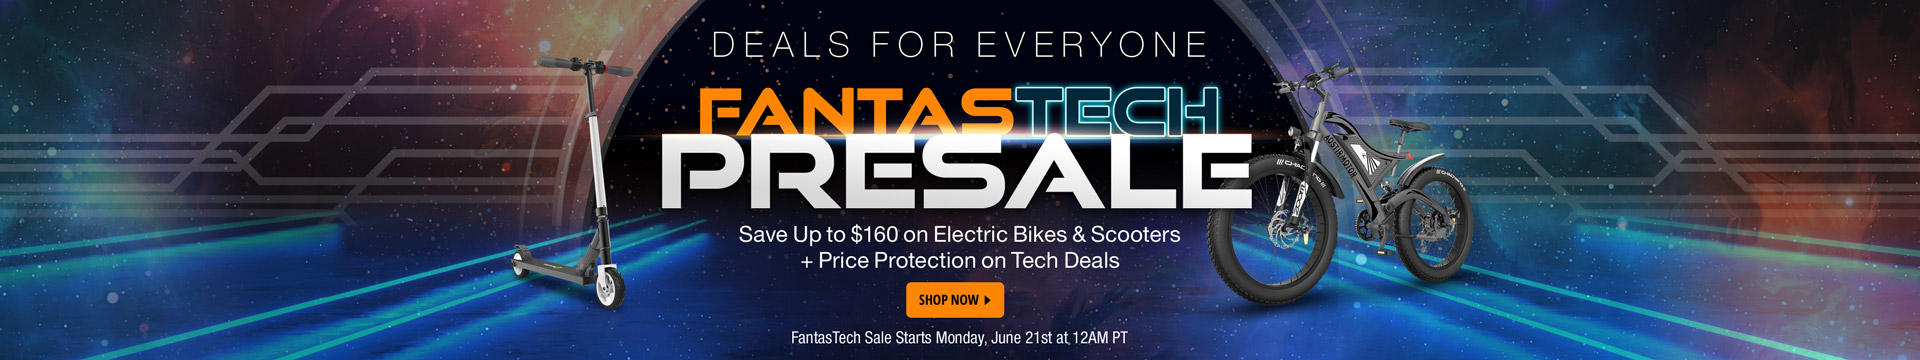 DEALS FOR EVERYONE
FANTASTECH
PRESALE
Save Up to $160 on Electric Bikes & Scooters
+ Price Protection on Tech Deals
SHOP NOW
FantasTech Sale Starts Monday, June 21st at 12AM PT
AOSTIRMOTOR